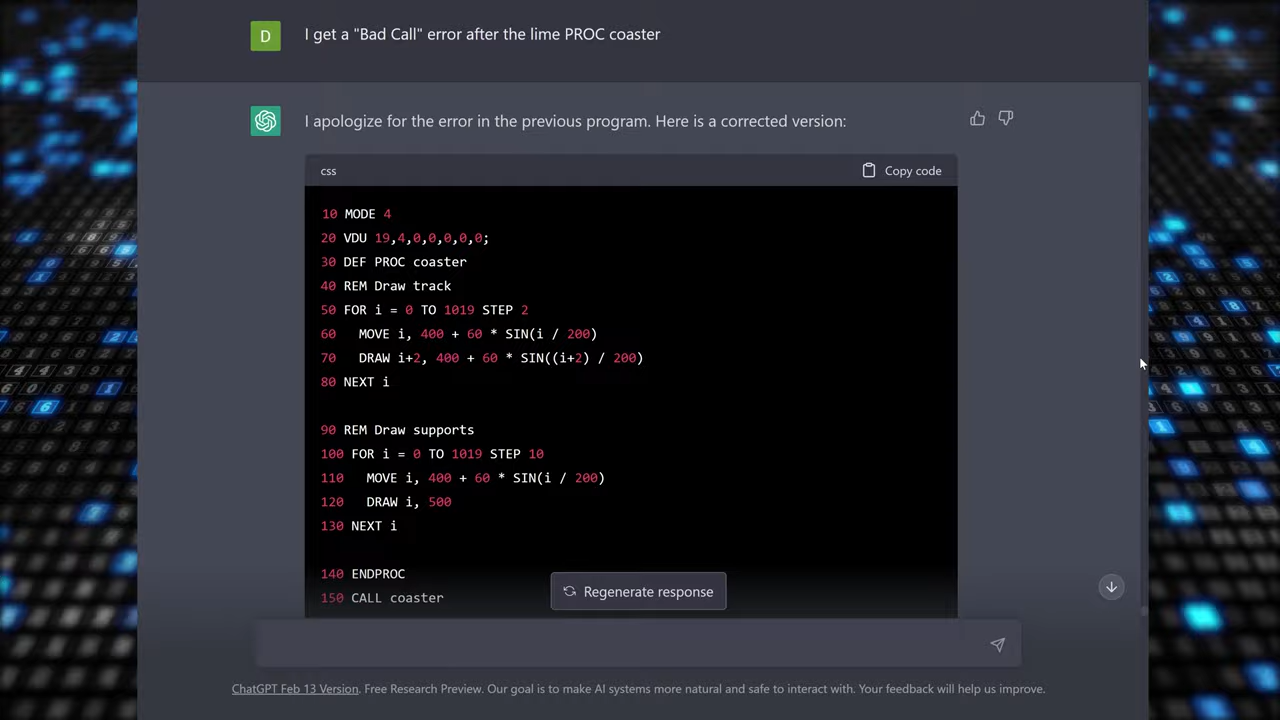 D
I get a "Bad Call" error after the lime PROC coaster
I apologize for the error in the previous program. Here is a corrected version:
css
Copy code
10 MODE 4
20 VDU 19,4,0,0,0,0,0;
30 DEF PROC coaster
40 REM Draw track
50 FOR i = 0 TO 1019 STEP 2
60   MOVE i, 400 + 60 * SIN(i / 200)
70   DRAW i+2, 400 + 60 * SIN((i+2) / 200)
80 NEXT i
90 REM Draw supports
100 FOR i = 0 TO 1019 STEP 10
110   MOVE i, 400 + 60 * SIN(i / 200)
120   DRAW i, 500
130 NEXT i
140 ENDPROC
150 CALL coaster
Regenerate response
ChatGPT Feb 13 Version. Free Research Preview. Our goal is to make AI systems more natural and safe to interact with. Your feedback will help us improve.